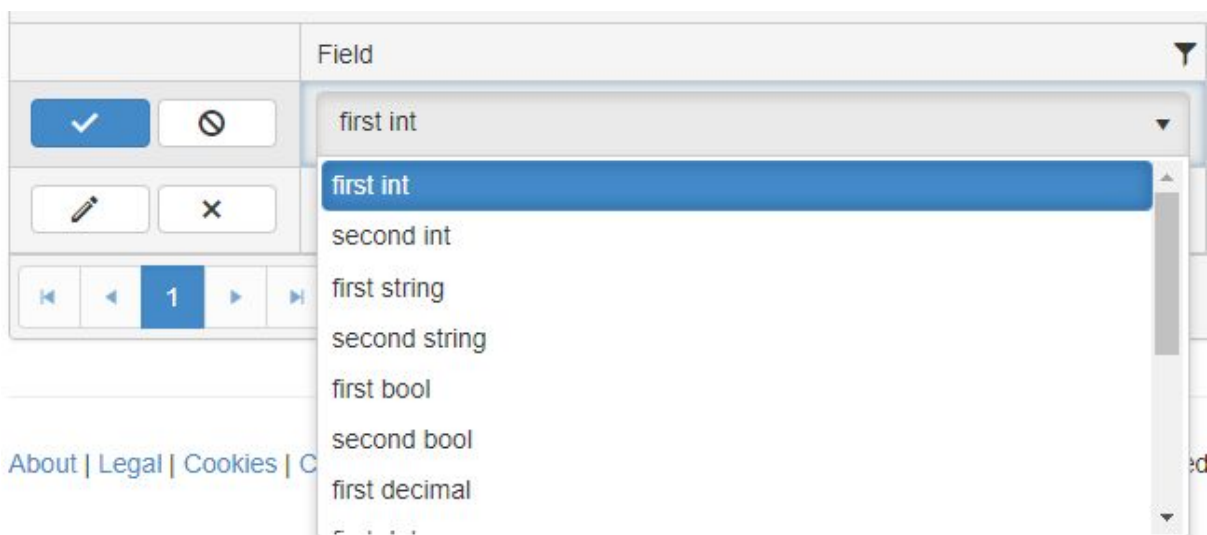 Field
first int
first int
second int
first string
1
second string
first bool
second bool
About | Legal | Cookies |
first decimal